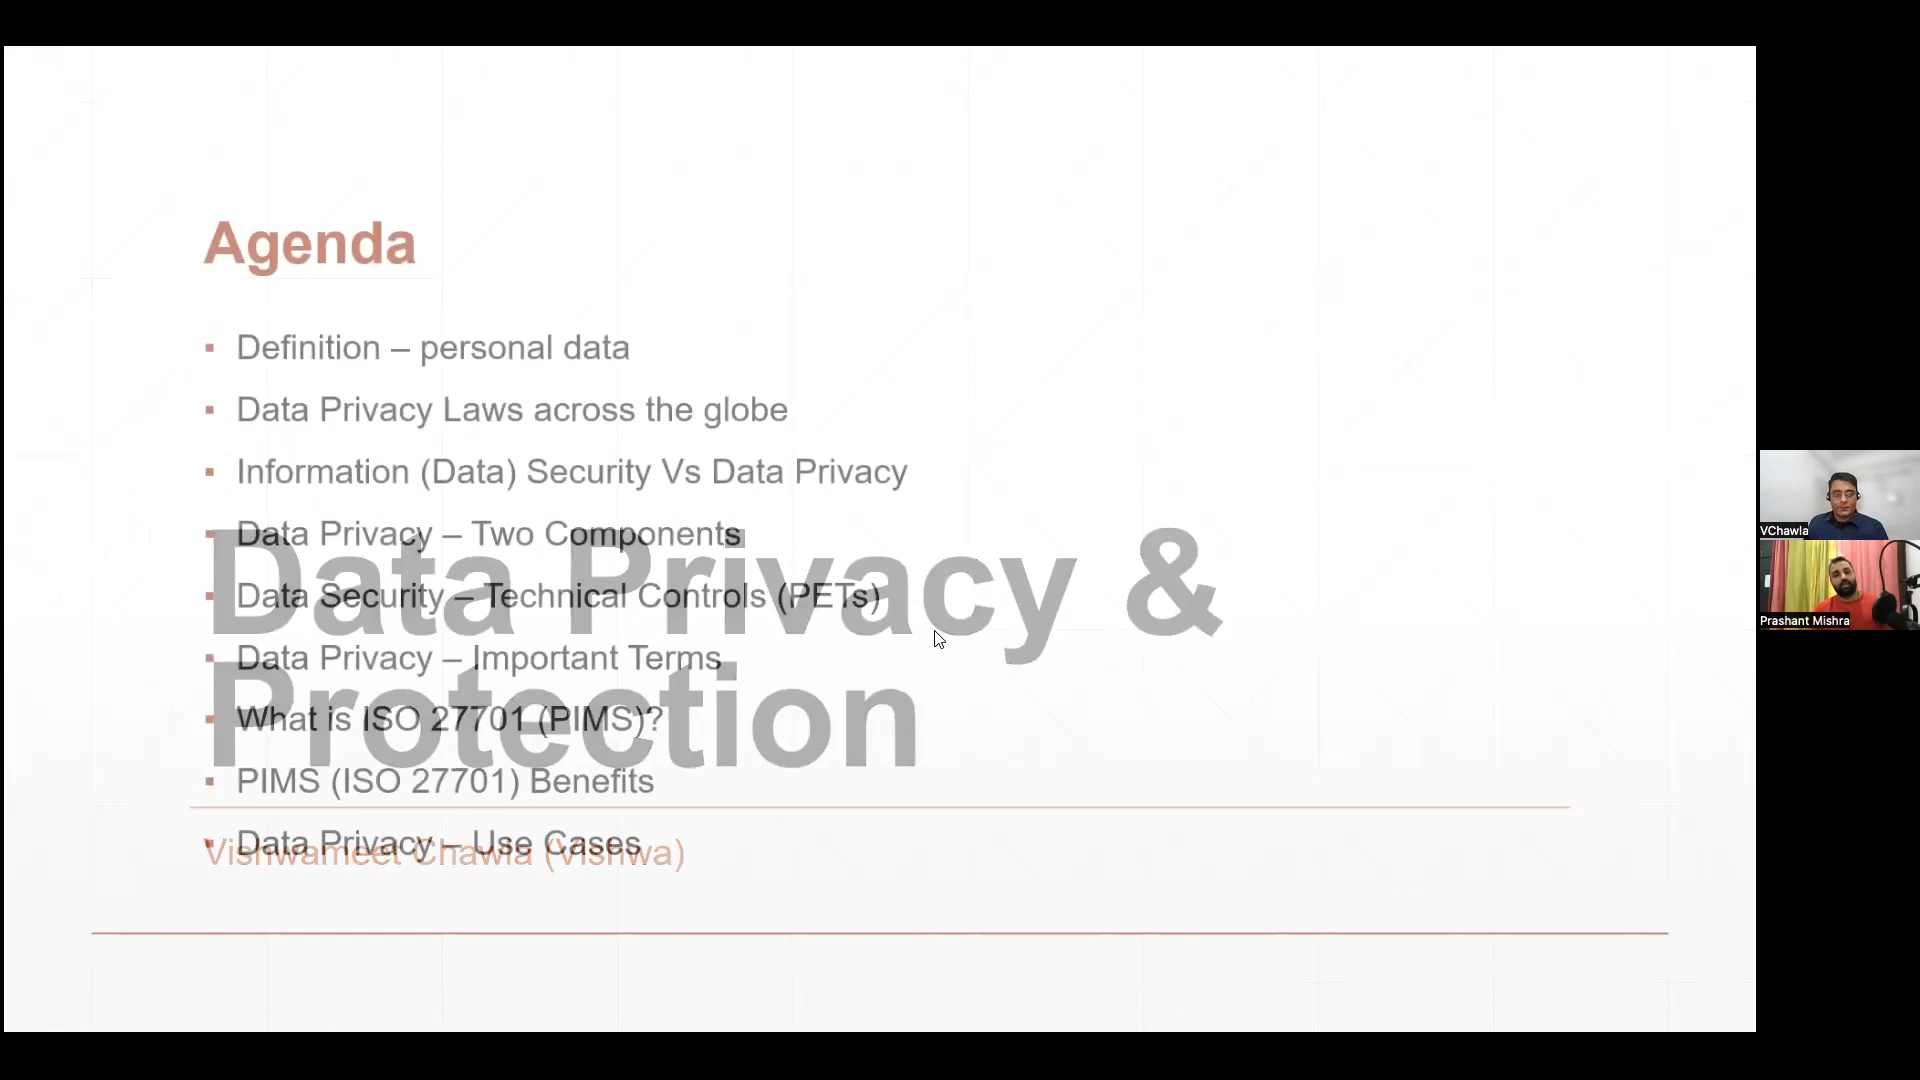 Agenda
▪ Definition – personal data
▪ Data Privacy Laws across the globe
▪ Information (Data) Security Vs Data Privacy
▪ Data Privacy – Two Components
▪ Data Security – Technical Controls (PETs)
▪ Data Privacy – Important Terms
▪ What is ISO 27701 (PIMS)?
▪ PIMS (ISO 27701) Benefits
▪ Data Privacy – Use Cases
Data Privacy &
Protection
Vishwameet Chawla (Vishwa)
VChawla
Prashant Mishra